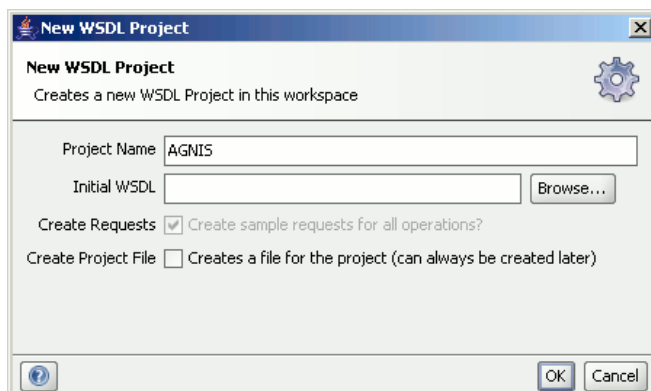 New WSDL Project
New WSDL Project
Creates a new WSDL Project in this workspace
Project Name AGNIS
Initial WSDL Browse...
Create Requests Create sample requests for all operations?
Create Project File Creates a file for the project (can always be created later)
? OK Cancel